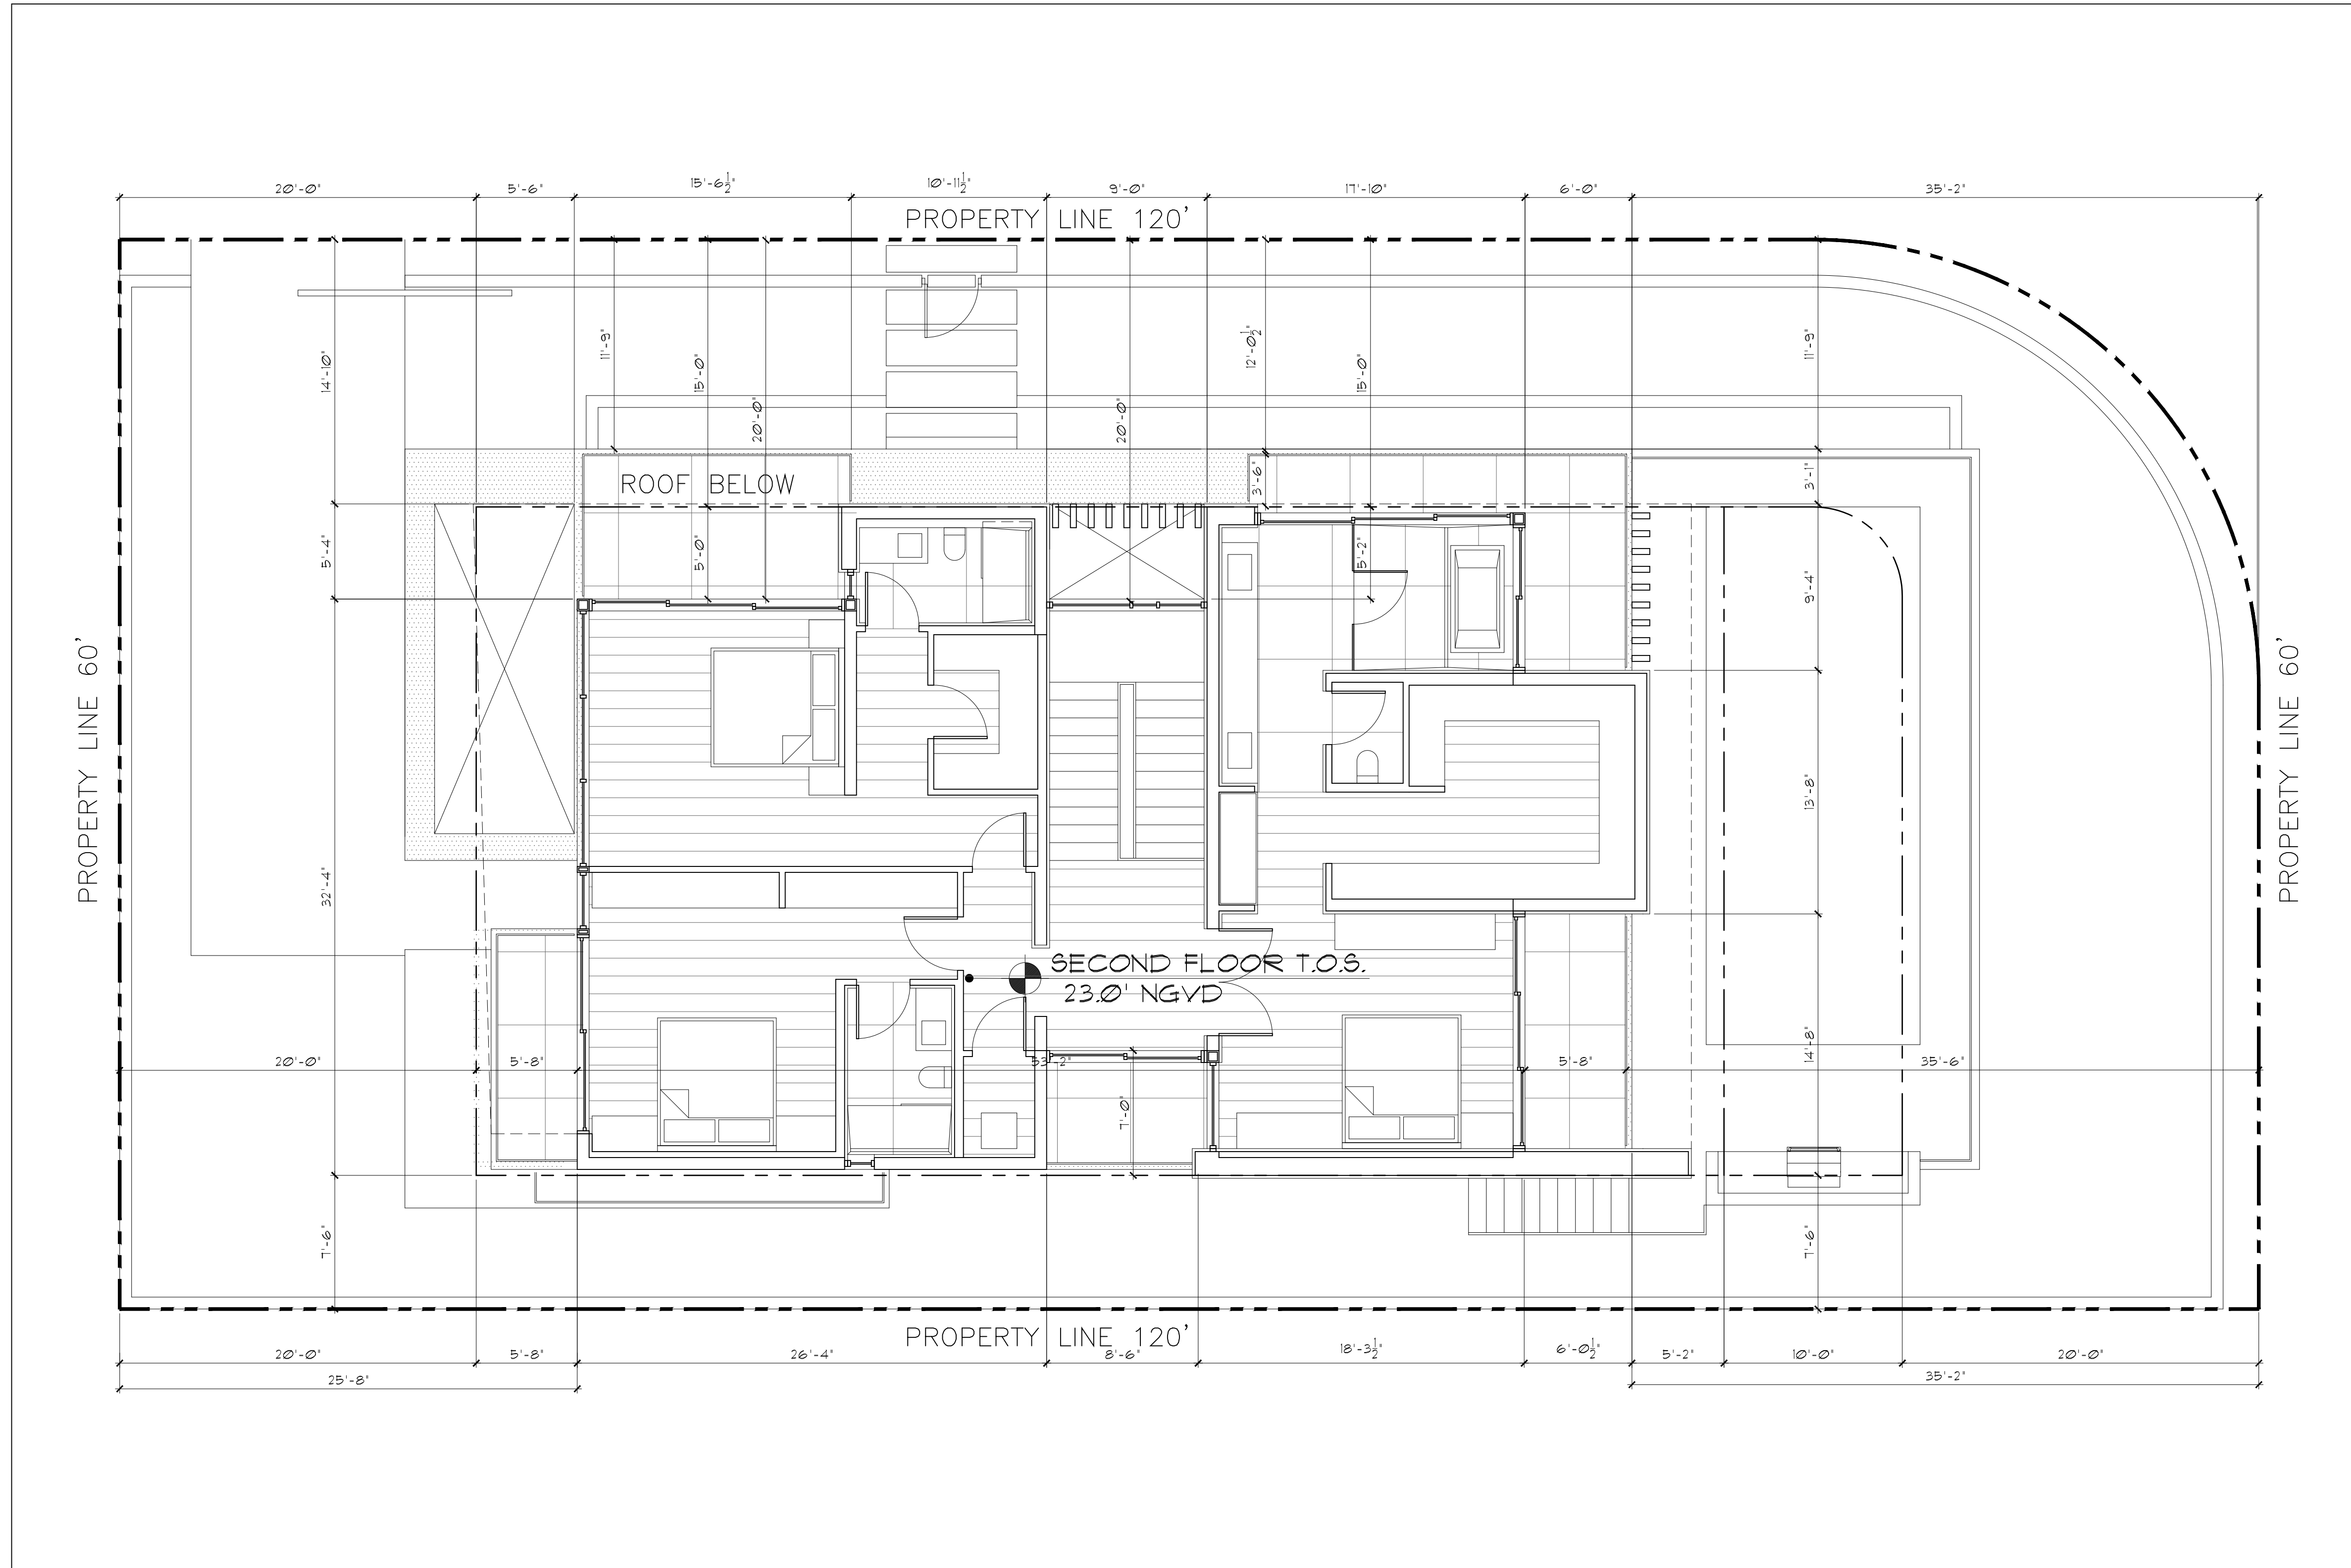 20'-0" 5'-6" 15'-6½" 10'-11½" 9'-0" 17'-10" 6'-0" 35'-2"
PROPERTY LINE 120'
14'-10"
11'-9"
15'-0"
20'-0"
20'-0"
12'-0½"
15'-0"
11'-9"
ROOF BELOW
3'-6"
3'-1"
5'-4"
5'-0"
5'-2"
9'-4"
PROPERTY LINE 60'
PROPERTY LINE 60'
32'-4"
13'-8"
SECOND FLOOR T.O.S.
23.0' NGVD
14'-8"
20'-0" 5'-8" 53'-2" 5'-8" 35'-6"
7'-0"
7'-6"
7'-6"
PROPERTY LINE 120'
20'-0" 5'-8" 26'-4" 8'-6" 18'-3½" 6'-0½" 5'-2" 10'-0" 20'-0"
25'-8" 35'-2"